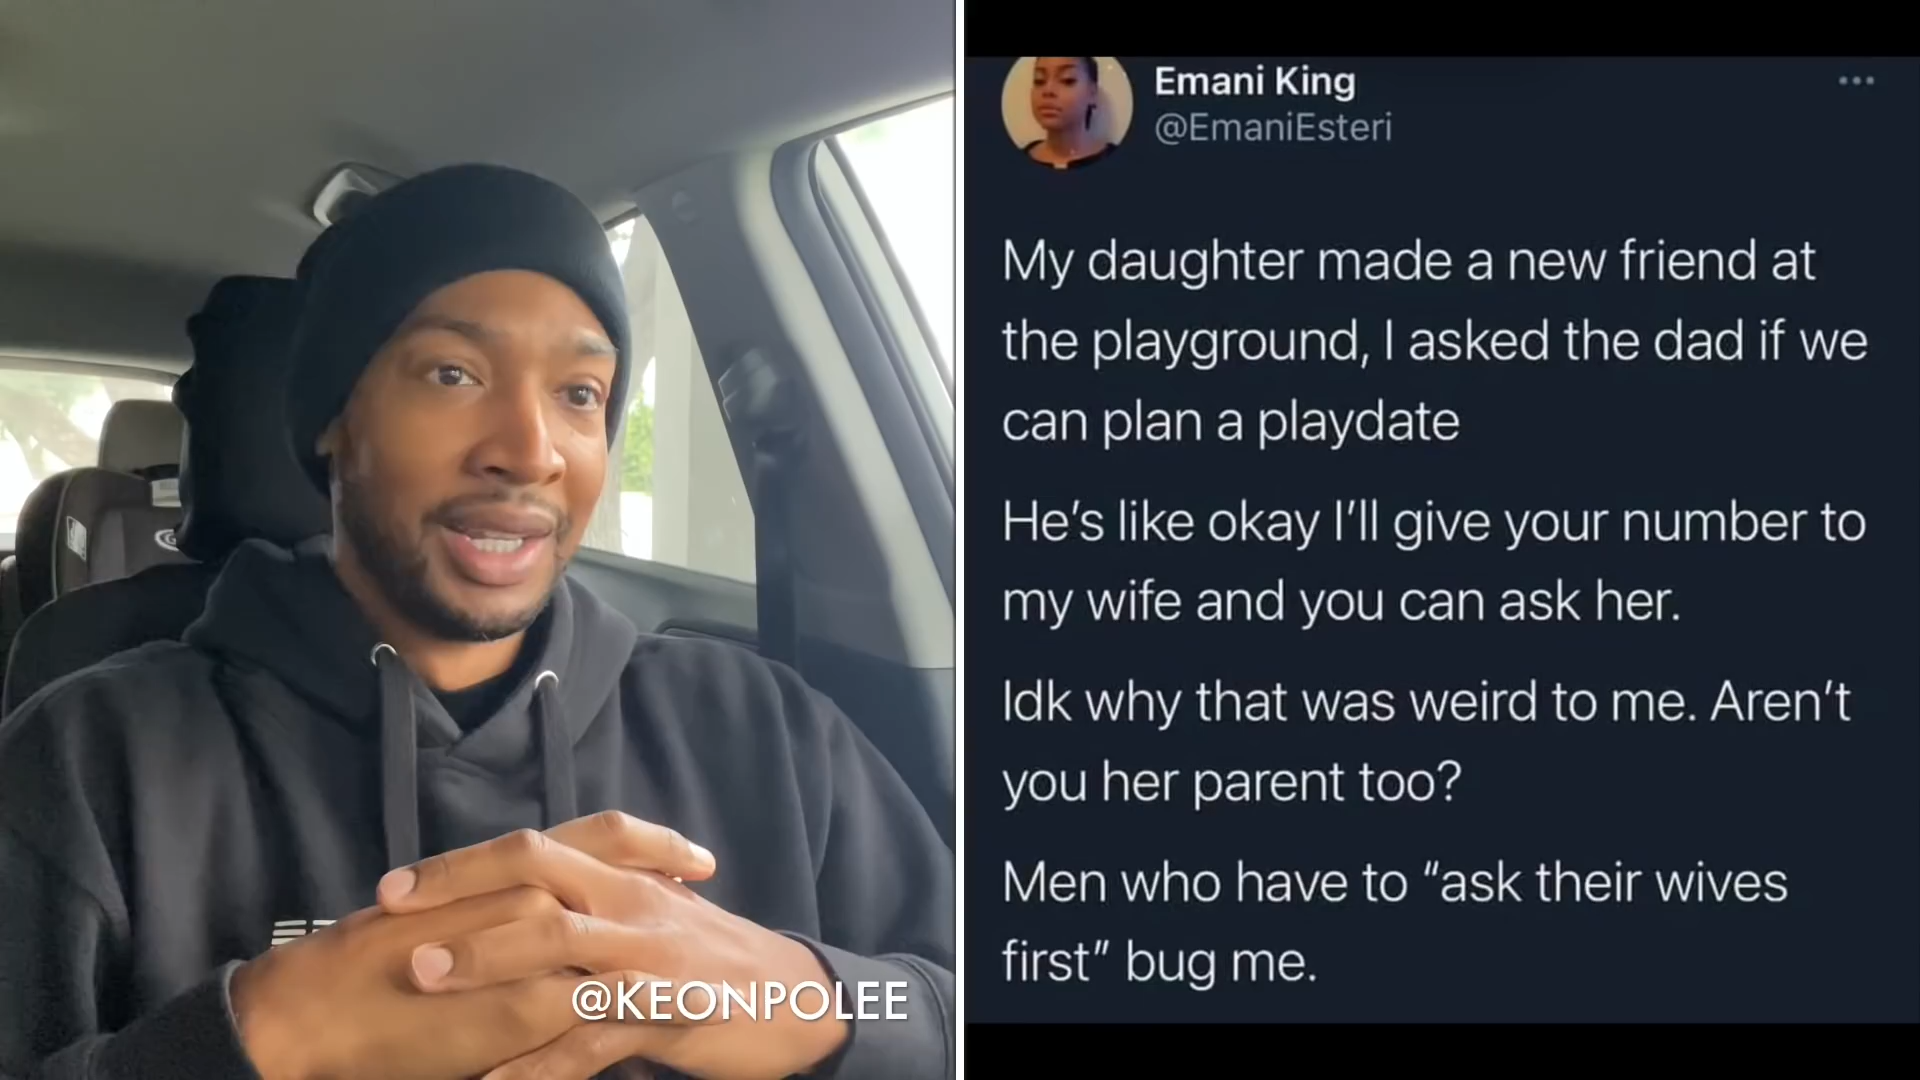 @KEONPOLEE
Emani King
@EmaniEsteri
My daughter made a new friend at
the playground, I asked the dad if we
can plan a playdate
He's like okay I'll give your number to
my wife and you can ask her.
Idk why that was weird to me. Aren't
you her parent too?
Men who have to "ask their wives
first" bug me.